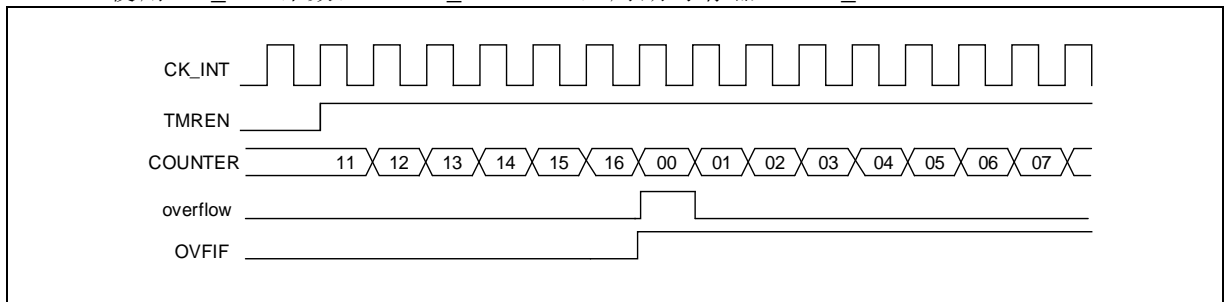 CK_INT
TMREN
COUNTER 11 12 13 14 15 16 00 01 02 03 04 05 06 07
overflow
OVFIF